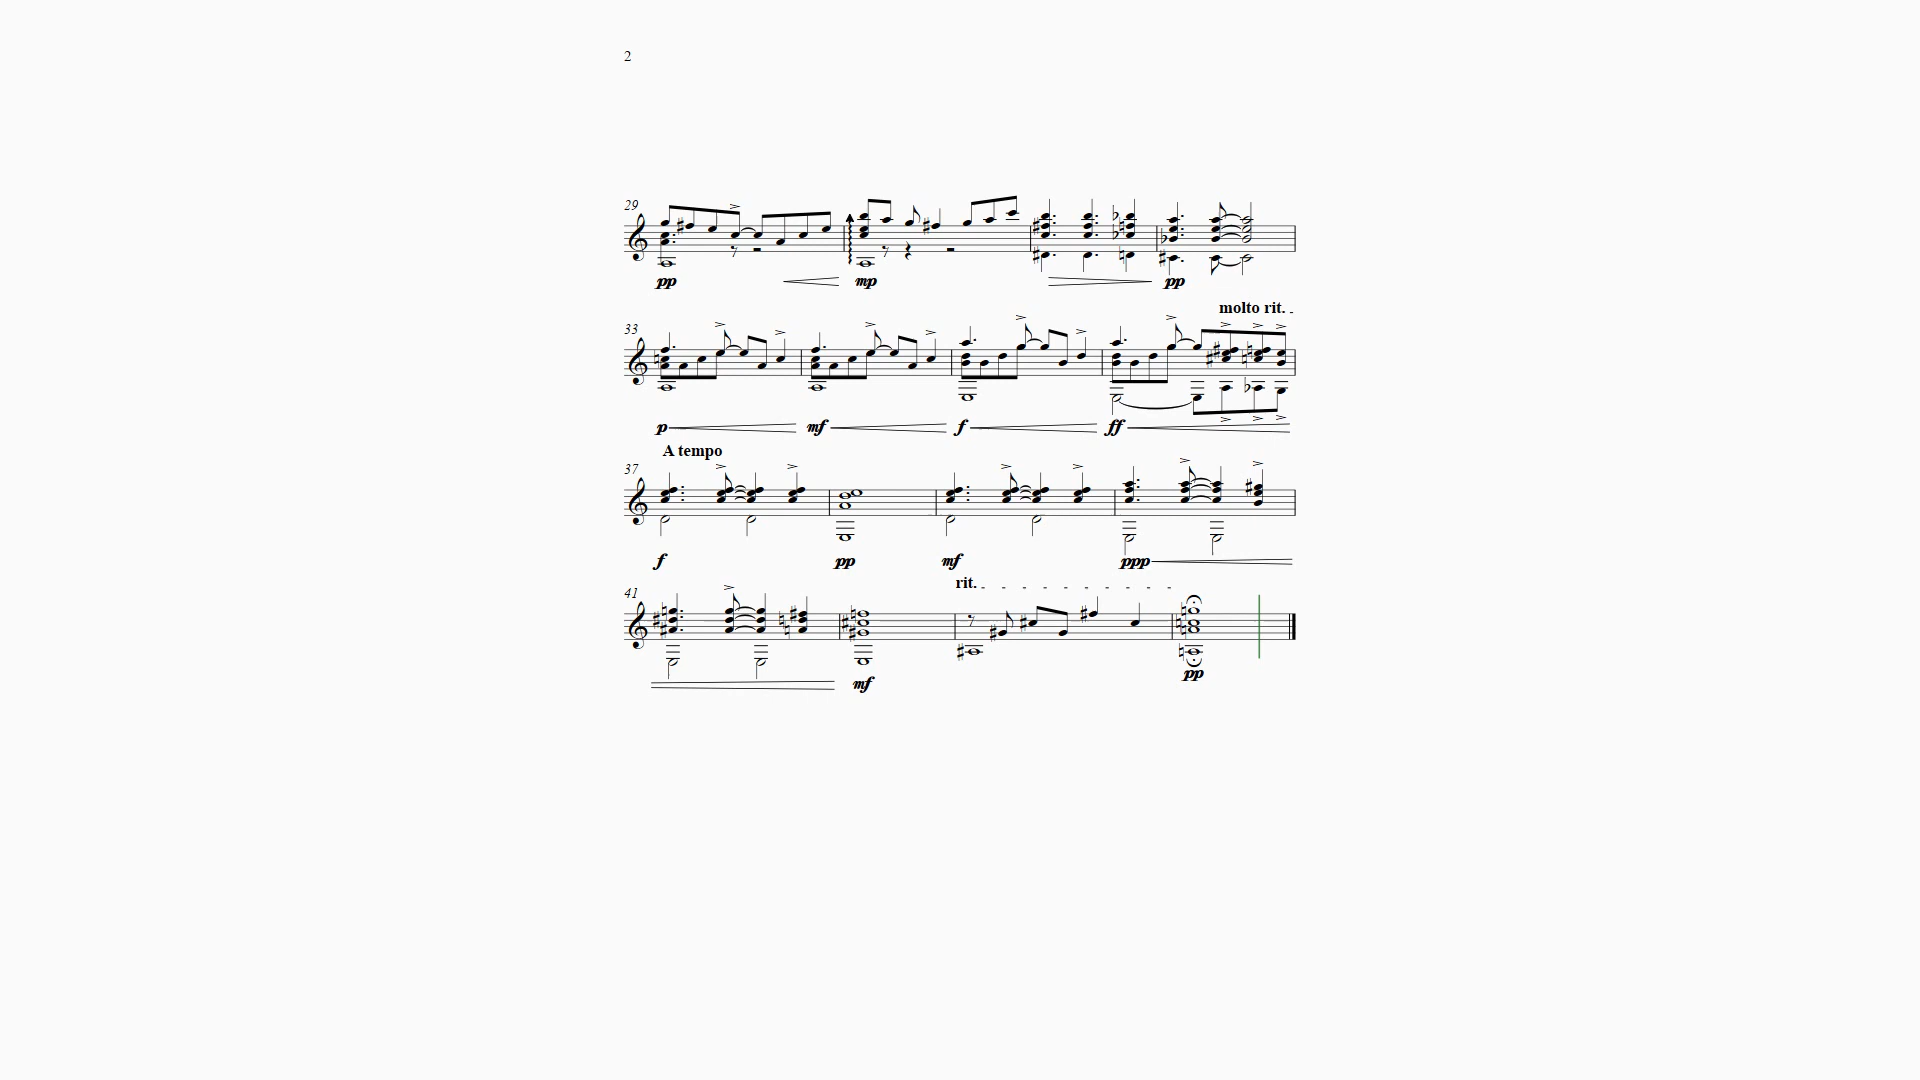 2
29
pp mp pp
molto rit.
33
p mf f ff
A tempo
37
f pp mf ppp
rit.
41
mf pp